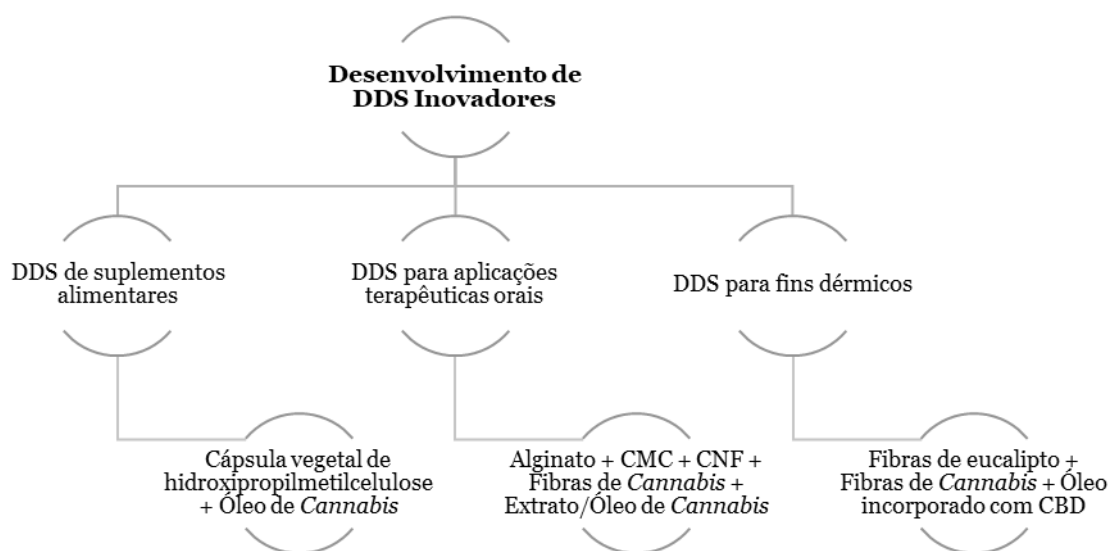 Desenvolvimento de
DDS Inovadores
DDS de suplementos
alimentares
DDS para aplicações
terapêuticas orais
DDS para fins dérmicos
Cápsula vegetal de
hidroxipropilmetilcelulose
+ Óleo de Cannabis
Alginato + CMC + CNF +
Fibras de Cannabis +
Extrato/Óleo de Cannabis
Fibras de eucalipto +
Fibras de Cannabis + Óleo
incorporado com CBD